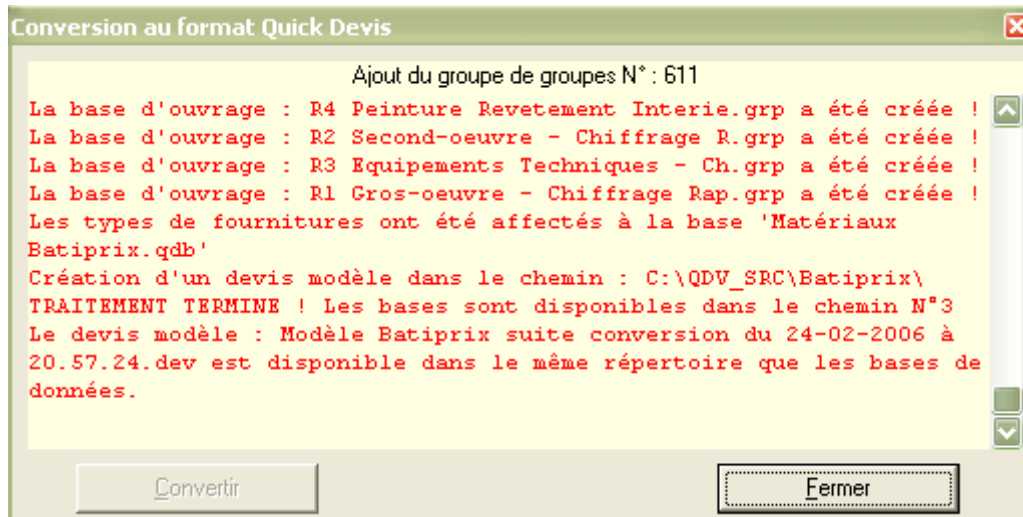 Conversion au format Quick Devis
Ajout du groupe de groupes N° : 611
La base d'ouvrage : R4 Peinture Revetement Interie.grp a été créée !
La base d'ouvrage : R2 Second-oeuvre - Chiffrage R.grp a été créée !
La base d'ouvrage : R3 Equipements Techniques - Ch.grp a été créée !
La base d'ouvrage : R1 Gros-oeuvre - Chiffrage Rap.grp a été créée !
Les types de fournitures ont été affectés à la base 'Matériaux
Batiprix.qdb'
Création d'un devis modèle dans le chemin : C:\QDV_SRC\Batiprix\
TRAITEMENT TERMINE ! Les bases sont disponibles dans le chemin N°3
Le devis modèle : Modèle Batiprix suite conversion du 24-02-2006 à
20.57.24.dev est disponible dans le même répertoire que les bases de
données.
Convertir
Fermer